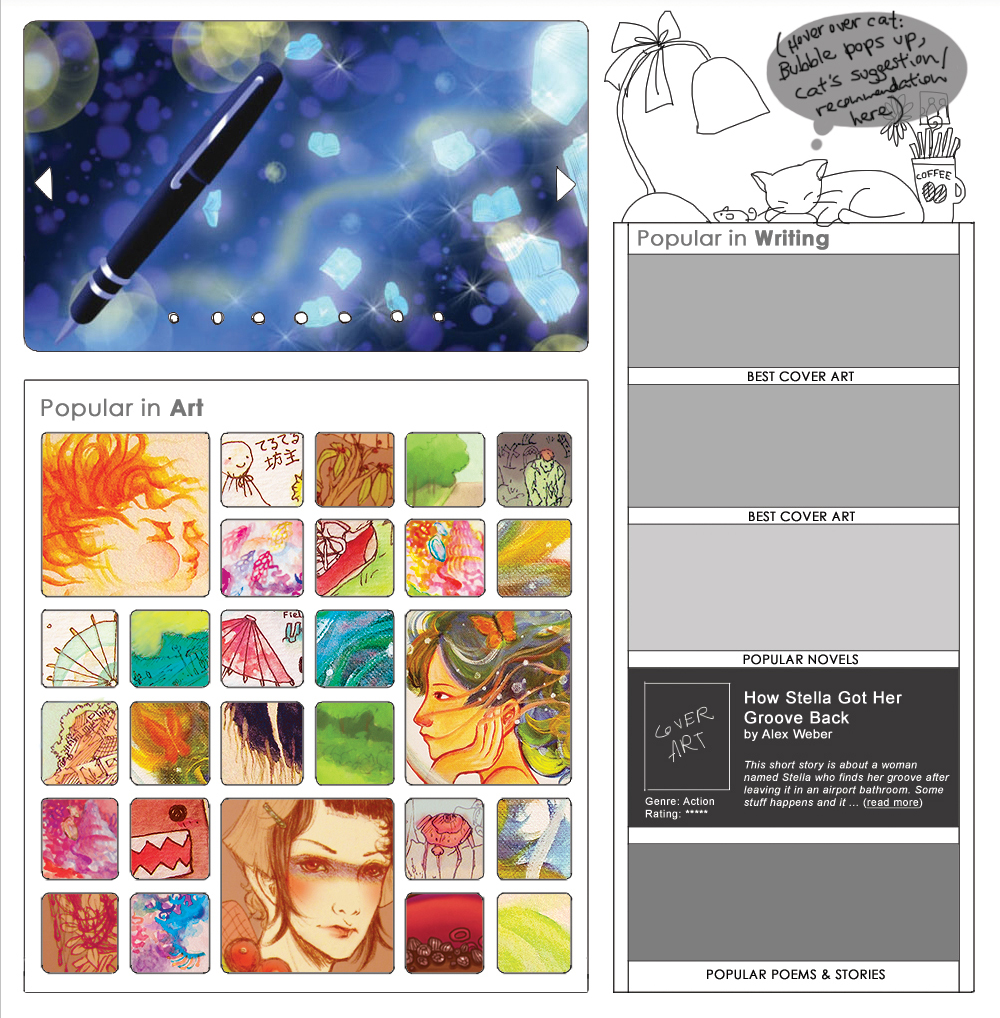 (Hover over cat:
Bubble pops up,
cat's suggestion/
recommendation
here)
COFFEE
Popular in Writing
BEST COVER ART
BEST COVER ART
POPULAR NOVELS
COVER
ART
How Stella Got Her
Groove Back
by Alex Weber
This short story is about a woman
named Stella who finds her groove after
leaving it in an airport bathroom. Some
stuff happens and it ... (read more)
Genre: Action
Rating: *****
POPULAR POEMS & STORIES
Popular in Art
てるてる
坊主
Fiel